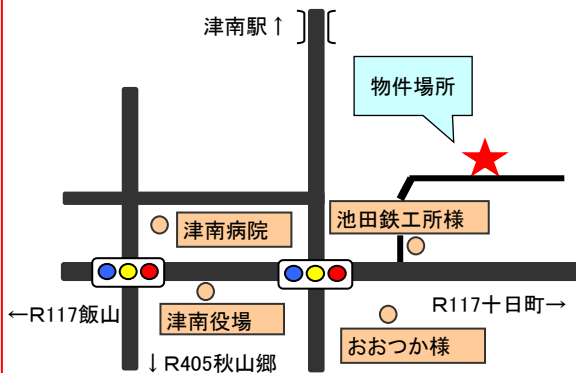 津南駅↑
物件場所
池田鉄工所様
津南病院
←R117飯山
津南役場
R117十日町→
おおつか様
↓R405秋山郷